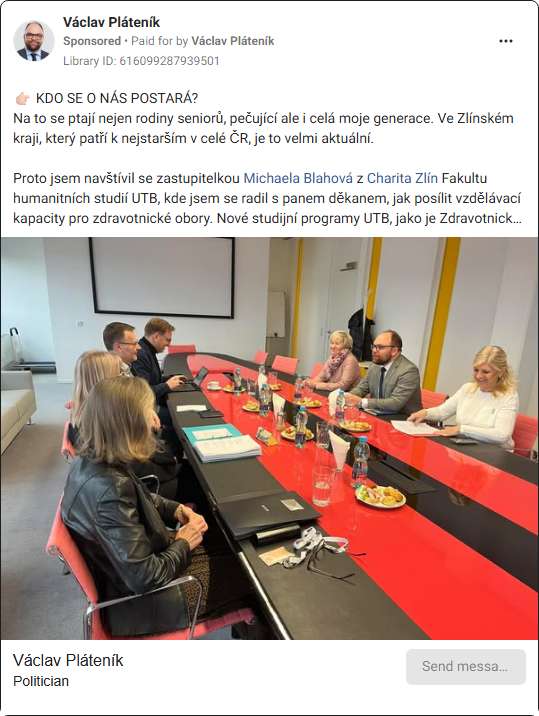 Václav Pláteník
Sponsored • Paid for by Václav Pláteník
Library ID: 616099287939501
👉🏻 KDO SE O NÁS POSTARÁ?
Na to se ptají nejen rodiny seniorů, pečující ale i celá moje generace. Ve Zlínském
kraji, který patří k nejstarším v celé ČR, je to velmi aktuální.
Proto jsem navštívil se zastupitelkou Michaela Blahová z Charita Zlín Fakultu
humanitních studií UTB, kde jsem se radil s panem děkanem, jak posílit vzdělávací
kapacity pro zdravotnické obory. Nové studijní programy UTB, jako je Zdravotnick...
Václav Pláteník
Politician
Send messa...